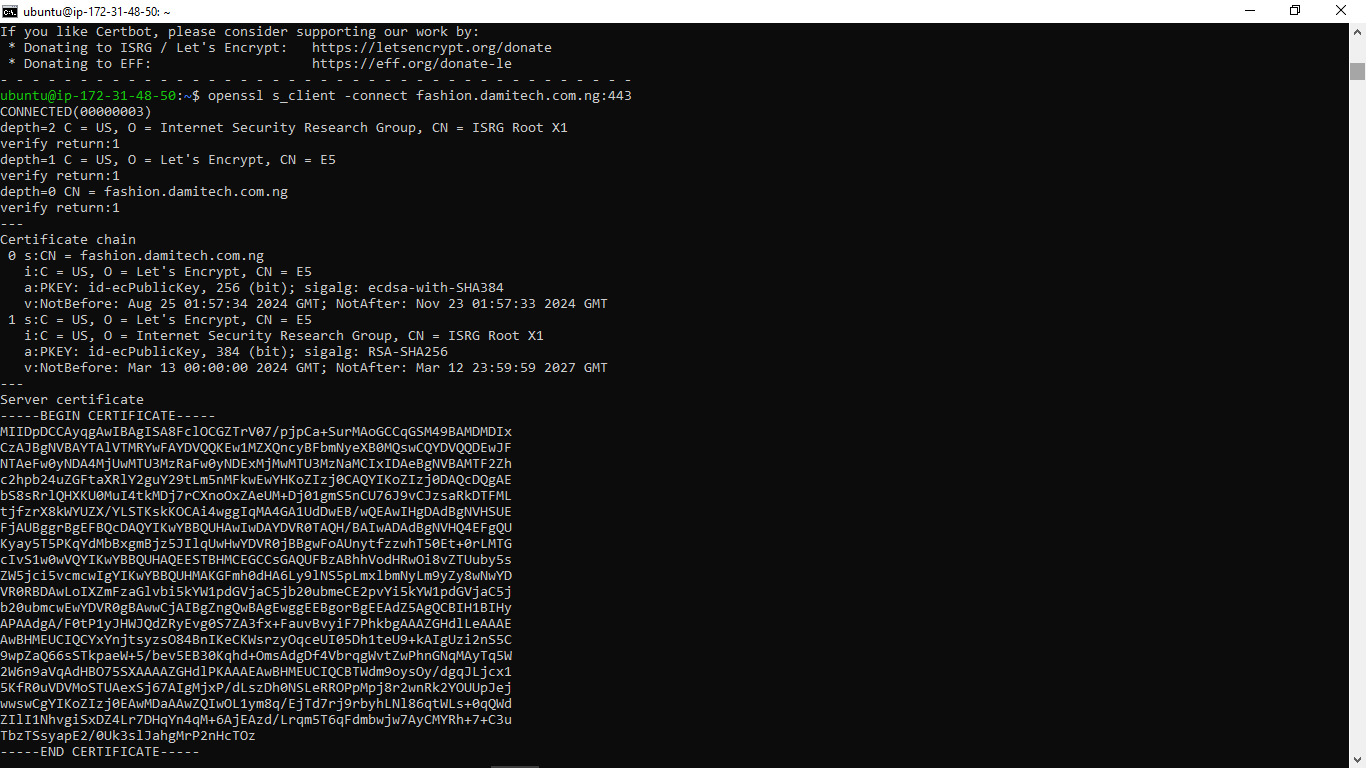 ubuntu@ip-172-31-48-50: ~
If you like Certbot, please consider supporting our work by:
 * Donating to ISRG / Let's Encrypt:   https://letsencrypt.org/donate
 * Donating to EFF:                    https://eff.org/donate-le
- - - - - - - - - - - - - - - - - - - - - - - - - - - - - - - - - - - - - - - -
ubuntu@ip-172-31-48-50:~$ openssl s_client -connect fashion.damitech.com.ng:443
CONNECTED(00000003)
depth=2 C = US, O = Internet Security Research Group, CN = ISRG Root X1
verify return:1
depth=1 C = US, O = Let's Encrypt, CN = E5
verify return:1
depth=0 CN = fashion.damitech.com.ng
verify return:1
---
Certificate chain
 0 s:CN = fashion.damitech.com.ng
   i:C = US, O = Let's Encrypt, CN = E5
   a:PKEY: id-ecPublicKey, 256 (bit); sigalg: ecdsa-with-SHA384
   v:NotBefore: Aug 25 01:57:34 2024 GMT; NotAfter: Nov 23 01:57:33 2024 GMT
 1 s:C = US, O = Let's Encrypt, CN = E5
   i:C = US, O = Internet Security Research Group, CN = ISRG Root X1
   a:PKEY: id-ecPublicKey, 384 (bit); sigalg: RSA-SHA256
   v:NotBefore: Mar 13 00:00:00 2024 GMT; NotAfter: Mar 12 23:59:59 2027 GMT
---
Server certificate
-----BEGIN CERTIFICATE-----
MIIDpDCCAyqgAwIBAgISA8FclOCGZTrV07/pjpCa+SurMAoGCCqGSM49BAMDMDIx
CzAJBgNVBAYTAlVTMRYwFAYDVQQKEw1MZXQncyBFbmNyeXB0MQswCQYDVQQDEwJF
NTAeFw0yNDA4MjUwMTU3MzRaFw0yNDExMjMwMTU3MzNaMCIxIDAeBgNVBAMTF2Zh
c2hpb24uZGFtaXRlY2guY29tLm5nMFkwEwYHKoZIzj0CAQYIKoZIzj0DAQcDQgAE
bS8sRrlQHXKU0MuI4tkMDj7rCXnoOxZAeUM+Dj01gmS5nCU76J9vCJzsaRkDTFML
tjfzrX8kWYUZX/YLSTKskKOCAi4wggIqMA4GA1UdDwEB/wQEAwIHgDAdBgNVHSUE
FjAUBggrBgEFBQcDAQYIKwYBBQUHAwIwDAYDVR0TAQH/BAIwADAdBgNVHQ4EFgQU
Kyay5T5PKqYdMbBxgmBjz5JIlqUwHwYDVR0jBBgwFoAUnytfzzwhT50Et+0rLMTG
cIvS1w0wVQYIKwYBBQUHAQEESTBHMCEGCCsGAQUFBzABhhVodHRwOi8vZTUuby5s
ZW5jci5vcmcwIgYIKwYBBQUHMAKGFmh0dHA6Ly9lNS5pLmxlbmNyLm9yZy8wNwYD
VR0RBDAwLoIXZmFzaGlvbi5kYW1pdGVjaC5jb20ubmeCE2pvYi5kYW1pdGVjaC5j
b20ubmcwEwYDVR0gBAwwCjAIBgZngQwBAgEwggEEBgorBgEEAdZ5AgQCBIH1BIHy
APAAdgA/F0tP1yJHWJQdZRyEvg0S7ZA3fx+FauvBvyiF7PhkbgAAAZGHdlLeAAAE
AwBHMEUCIQCYxYnjtsyzsO84BnIKeCKWsrzyOqceUI05Dh1teU9+kAIgUzi2nS5C
9wpZaQ66sSTkpaeW+5/bev5EB30Kqhd+OmsAdgDf4VbrqgWvtZwPhnGNqMAyTq5W
2W6n9aVqAdHBO75SXAAAAZGHdlPKAAAEAwBHMEUCIQCBTWdm9oysOy/dgqJLjcx1
5KfR0uVDVMoSTUAexSj67AIgMjxP/dLszDh0NSLeRROPpMpj8r2wnRk2YOUUpJej
wwswCgYIKoZIzj0EAwMDaAAwZQIwOL1ym8q/EjTd7rj9rbyhLNl86qtWLs+0qQWd
ZIlI1NhvgiSxDZ4Lr7DHqYn4qM+6AjEAzd/Lrqm5T6qFdmbwjw7AyCMYRh+7+C3u
TbzTSsyapE2/0Uk3slJahgMrP2nHcTOz
-----END CERTIFICATE-----